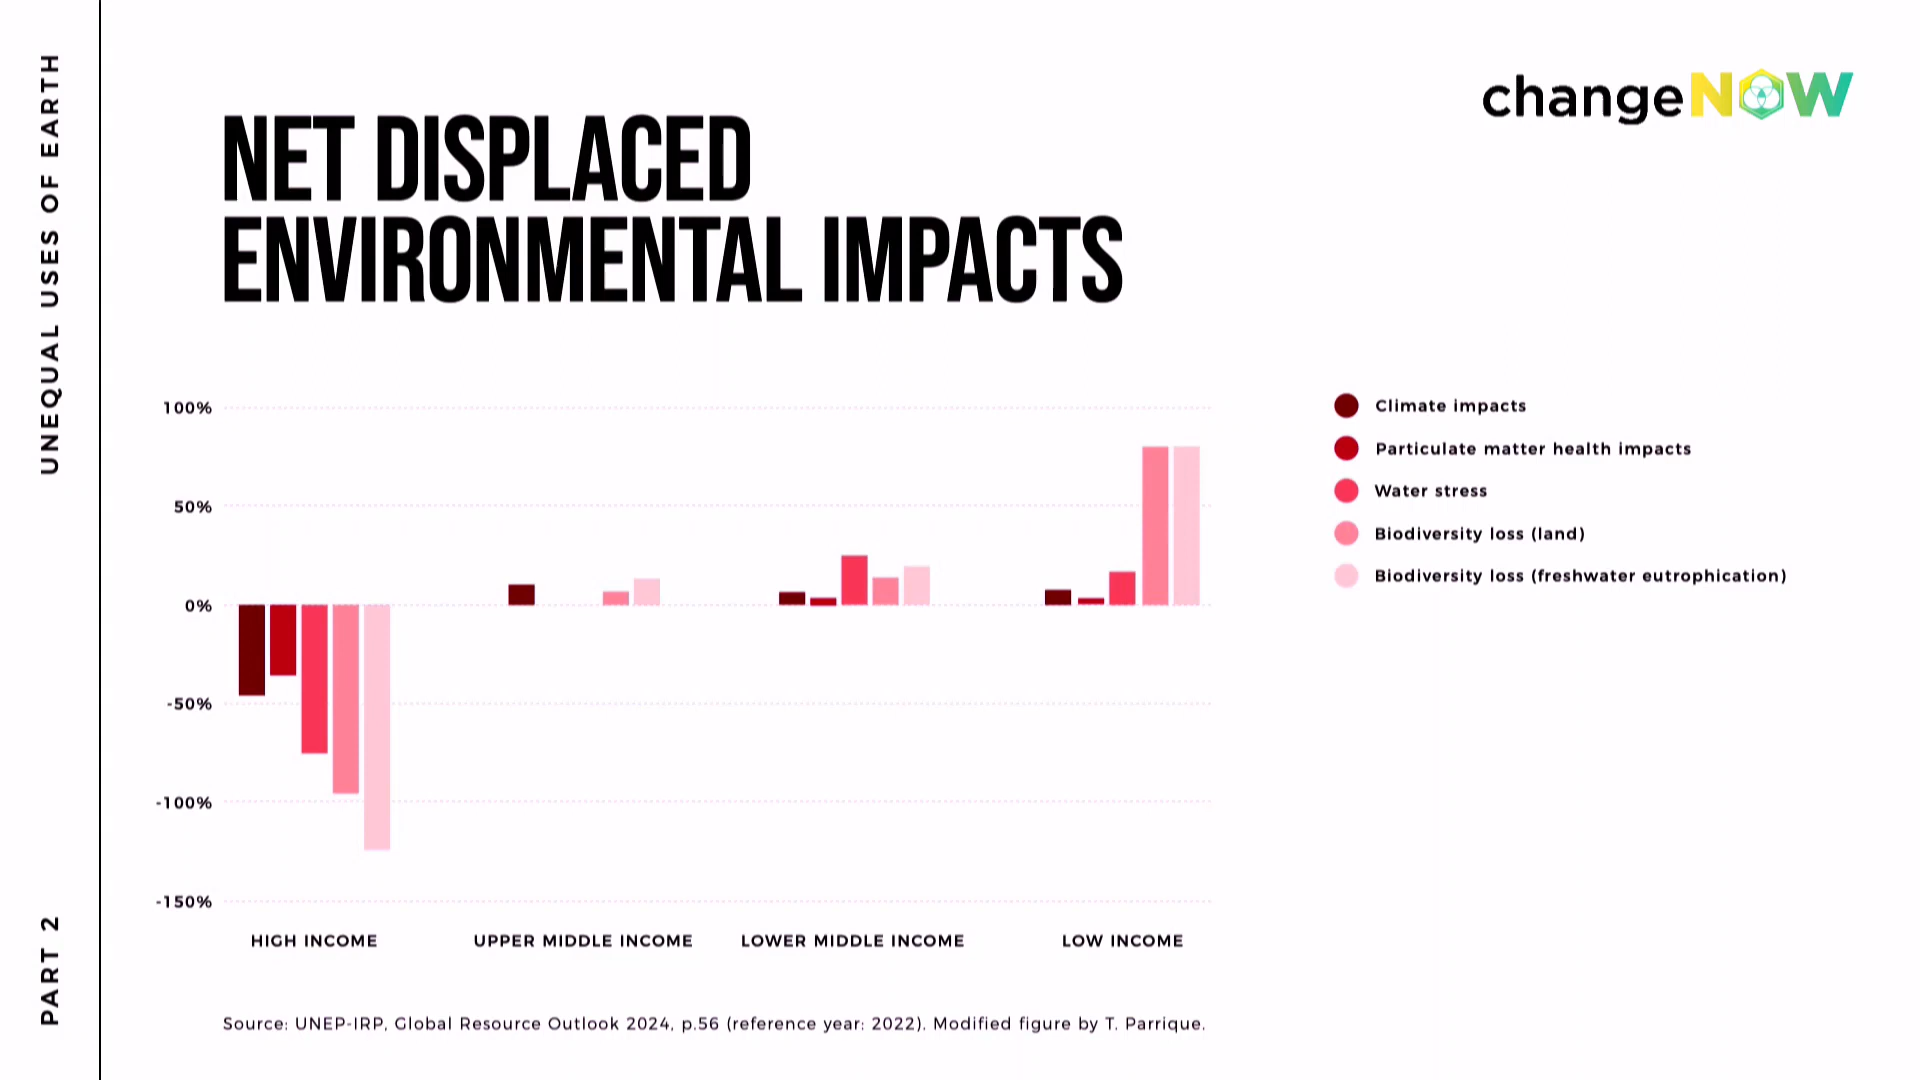 UNEQUAL USES OF EARTH
PART 2
changeNOW
NET DISPLACED
ENVIRONMENTAL IMPACTS
100%
50%
0%
-50%
-100%
-150%
HIGH INCOME
UPPER MIDDLE INCOME
LOWER MIDDLE INCOME
LOW INCOME
Climate impacts
Particulate matter health impacts
Water stress
Biodiversity loss (land)
Biodiversity loss (freshwater eutrophication)
Source: UNEP-IRP, Global Resource Outlook 2024, p.56 (reference year: 2022). Modified figure by T. Parrique.